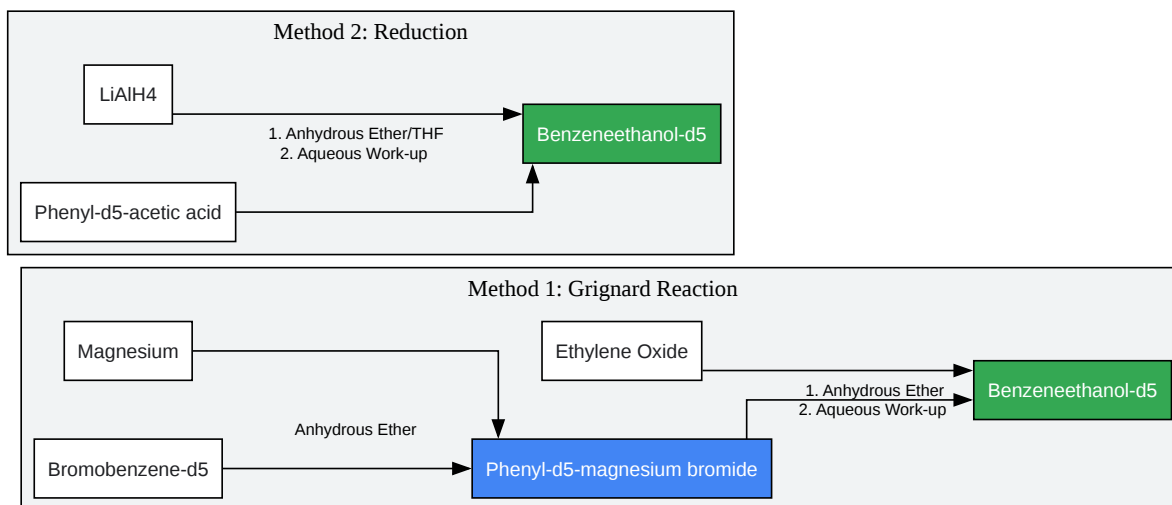 Method 2: Reduction
LiAlH4
1. Anhydrous Ether/THF
2. Aqueous Work-up
Benzeneethanol-d5
Phenyl-d5-acetic acid
Method 1: Grignard Reaction
Magnesium
Ethylene Oxide
Benzeneethanol-d5
1. Anhydrous Ether
2. Aqueous Work-up
Anhydrous Ether
Bromobenzene-d5
Phenyl-d5-magnesium bromide